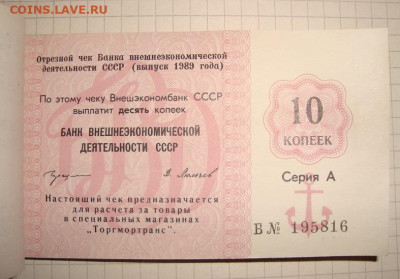 COINS.LAVE.RU
Отрезной чек Банка внешнеэкономической
деятельности СССР (выпуск 1989 года)
По этому чеку Внешэкономбанк СССР
выплатит десять копеек
БАНК ВНЕШНЕЭКОНОМИЧЕСКОЙ
ДЕЯТЕЛЬНОСТИ СССР
Настоящий чек предназначается
для расчета за товары
в специальных магазинах
"Торгмортранс".
10
КОПЕЕК
Серия А
Б № 195816